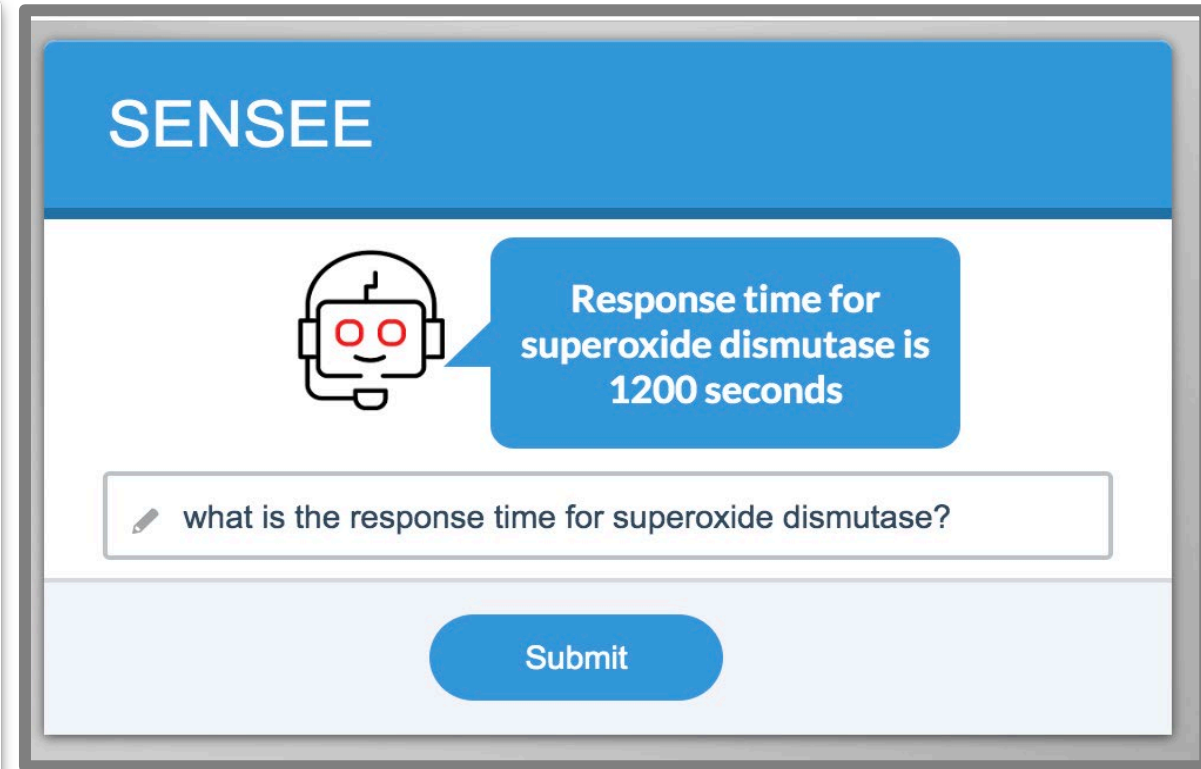 SENSEE
Response time for
superoxide dismutase is
1200 seconds
what is the response time for superoxide dismutase?
Submit